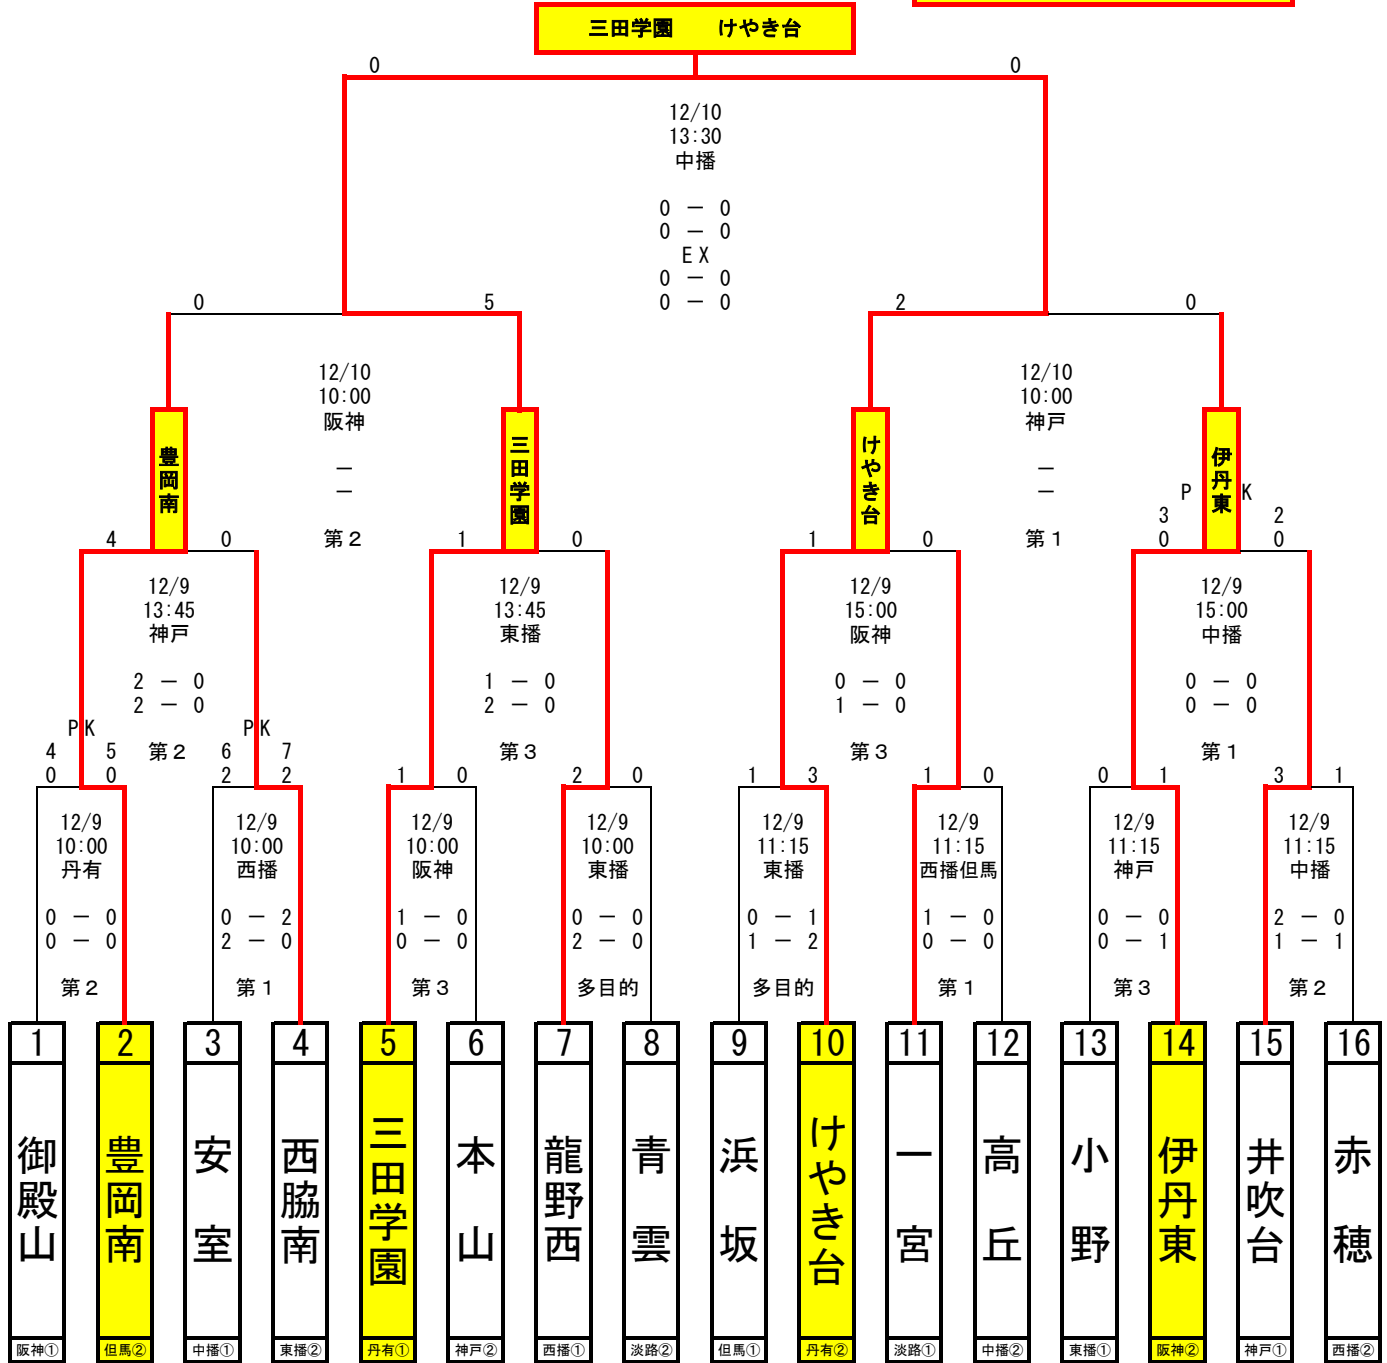 三田学園　けやき台
0 0
12/10
13:30
中播
0 － 0
0 － 0
EX
0 － 0
0 － 0
0 5 2 0
12/10 12/10
10:00 10:00
阪神 神戸
－ －
－ －
第2 第1
豊岡南 三田学園 けやき台 伊丹東
P K
3 2
4 0 1 0 1 0 0 0
12/9 12/9 12/9 12/9
13:45 13:45 15:00 15:00
神戸 東播 阪神 中播
2 － 0 1 － 0 0 － 0 0 － 0
2 － 0 2 － 0 1 － 0 0 － 0
第2 第3 第3 第1
PK PK
4 5 6 7
0 0 2 2 1 0 2 0 1 3 1 0 0 1 3 1
12/9 12/9 12/9 12/9 12/9 12/9 12/9 12/9
10:00 10:00 10:00 10:00 11:15 11:15 11:15 11:15
丹有 西播 阪神 東播 東播 西播但馬 神戸 中播
0 － 0 0 － 2 1 － 0 0 － 0 0 － 1 1 － 0 0 － 0 2 － 0
0 － 0 2 － 0 0 － 0 2 － 0 1 － 2 0 － 0 0 － 1 1 － 1
第2 第1 第3 多目的 多目的 第1 第3 第2
1 2 3 4 5 6 7 8 9 10 11 12 13 14 15 16
御殿山 豊岡南 安室 西脇南 三田学園 本山 龍野西 青雲 浜坂 けやき台 一宮 高丘 小野 伊丹東 井吹台 赤穂
阪神① 但馬② 中播① 東播② 丹有① 神戸② 西播① 淡路② 但馬① 丹有② 淡路① 中播② 東播① 阪神② 神戸① 西播②